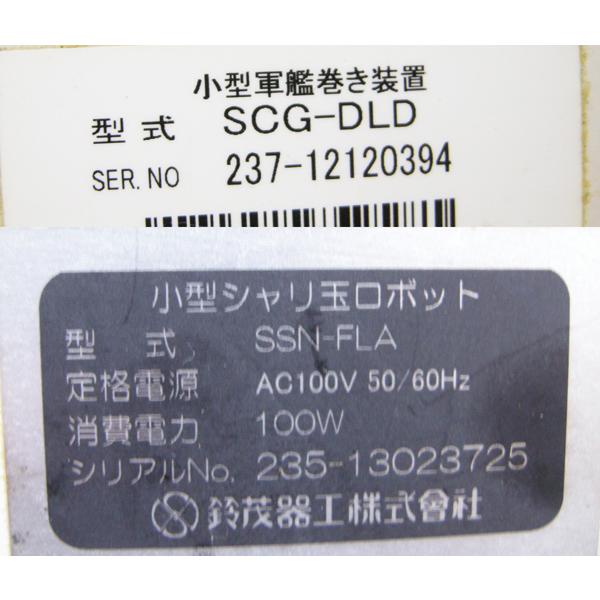 小型軍艦巻き装置
型式 SCG-DLD
SER.NO 237-12120394
小型シャリ玉ロボット
型式 SSN-FLA
定格電源 AC100V 50/60Hz
消費電力 100W
シリアルNo. 235-13023725
鈴茂器工株式會社